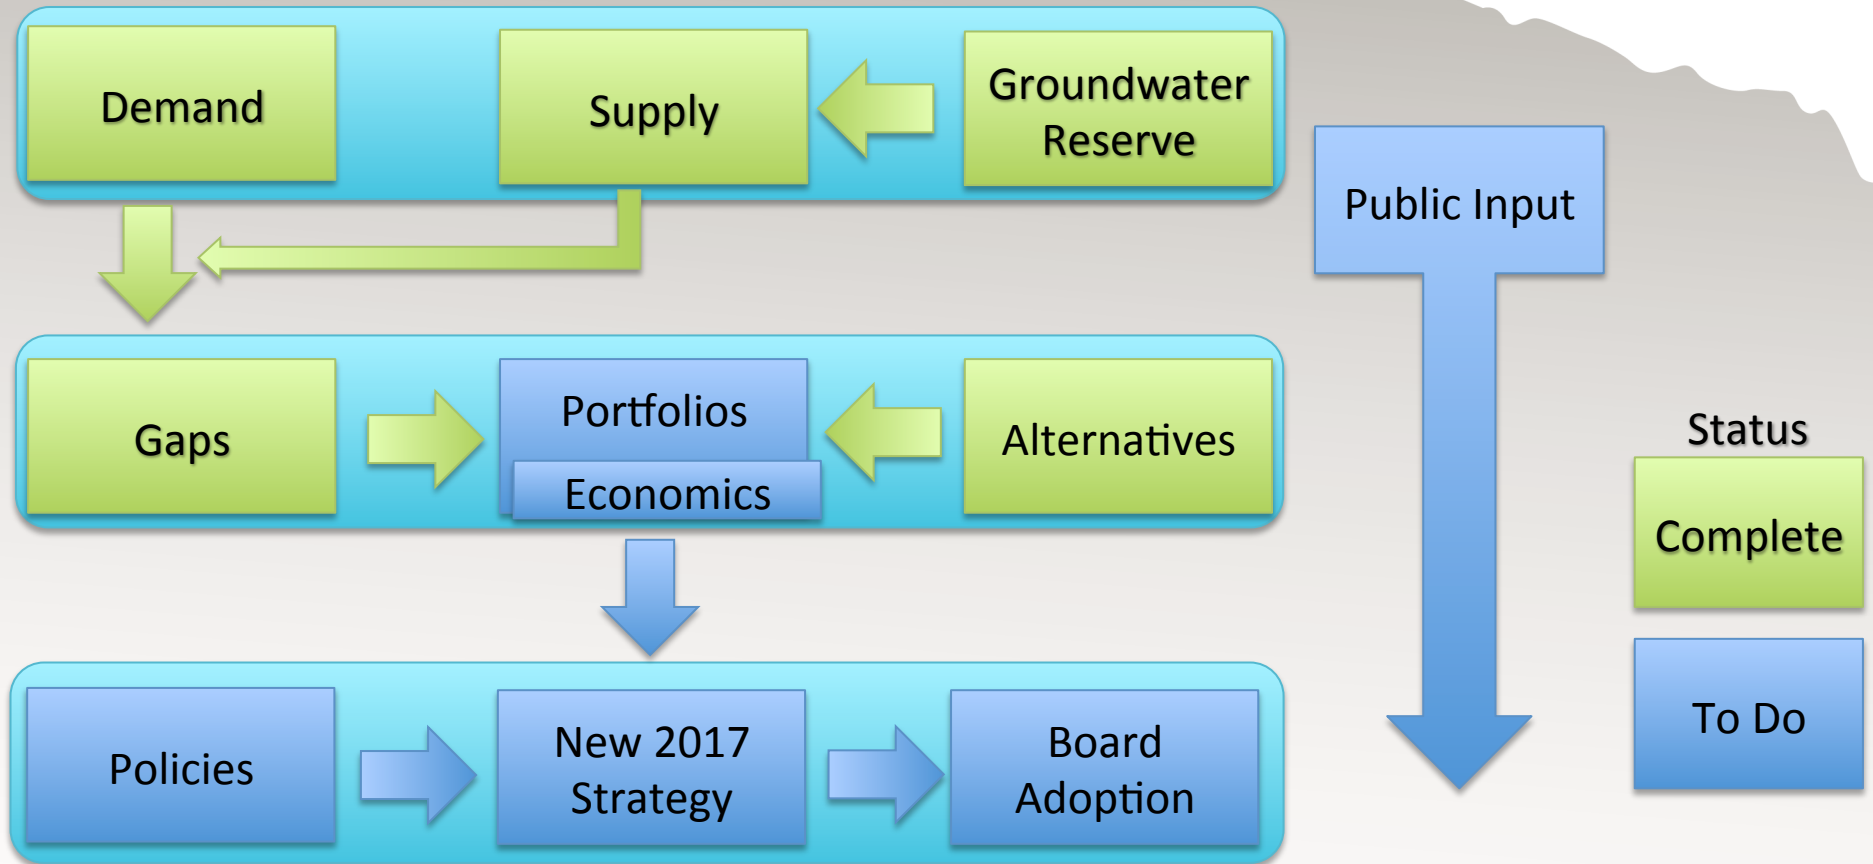 Demand
Supply
Groundwater
Reserve
Public Input
Gaps
Portfolios
Economics
Alternatives
Status
Complete
To Do
Policies
New 2017
Strategy
Board
Adoption